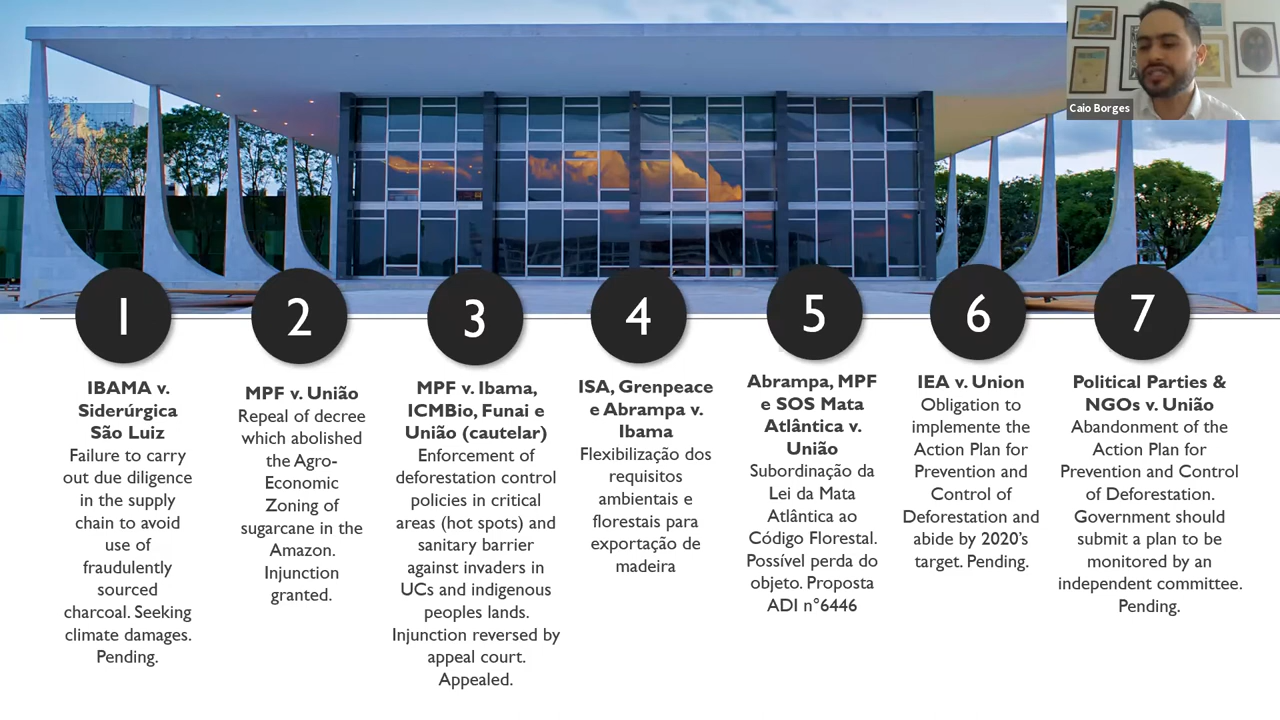 Caio Borges
1
IBAMA v.
Siderúrgica
São Luiz
Failure to carry
out due diligence
in the supply
chain to avoid
use of
fraudulently
sourced
charcoal. Seeking
climate damages.
Pending.
2
MPF v. União
Repeal of decree
which abolished
the Agro-
Economic
Zoning of
sugarcane in the
Amazon.
Injunction
granted.
3
MPF v. Ibama,
ICMBio, Funai e
União (cautelar)
Enforcement of
deforestation control
policies in critical
areas (hot spots) and
sanitary barrier
against invaders in
UCs and indigenous
peoples lands.
Injunction reversed by
appeal court.
Appealed.
4
ISA, Grenpeace
e Abrampa v.
Ibama
Flexibilização dos
requisitos
ambientais e
florestais para
exportação de
madeira
5
Abrampa, MPF
e SOS Mata
Atlântica v.
União
Subordinação da
Lei da Mata
Atlântica ao
Código Florestal.
Possível perda do
objeto. Proposta
ADI n°6446
6
IEA v. Union
Obligation to
implemente the
Action Plan for
Prevention and
Control of
Deforestation and
abide by 2020's
target. Pending.
7
Political Parties &
NGOs v. União
Abandonment of the
Action Plan for
Prevention and Control
of Deforestation.
Government should
submit a plan to be
monitored by an
independent committee.
Pending.